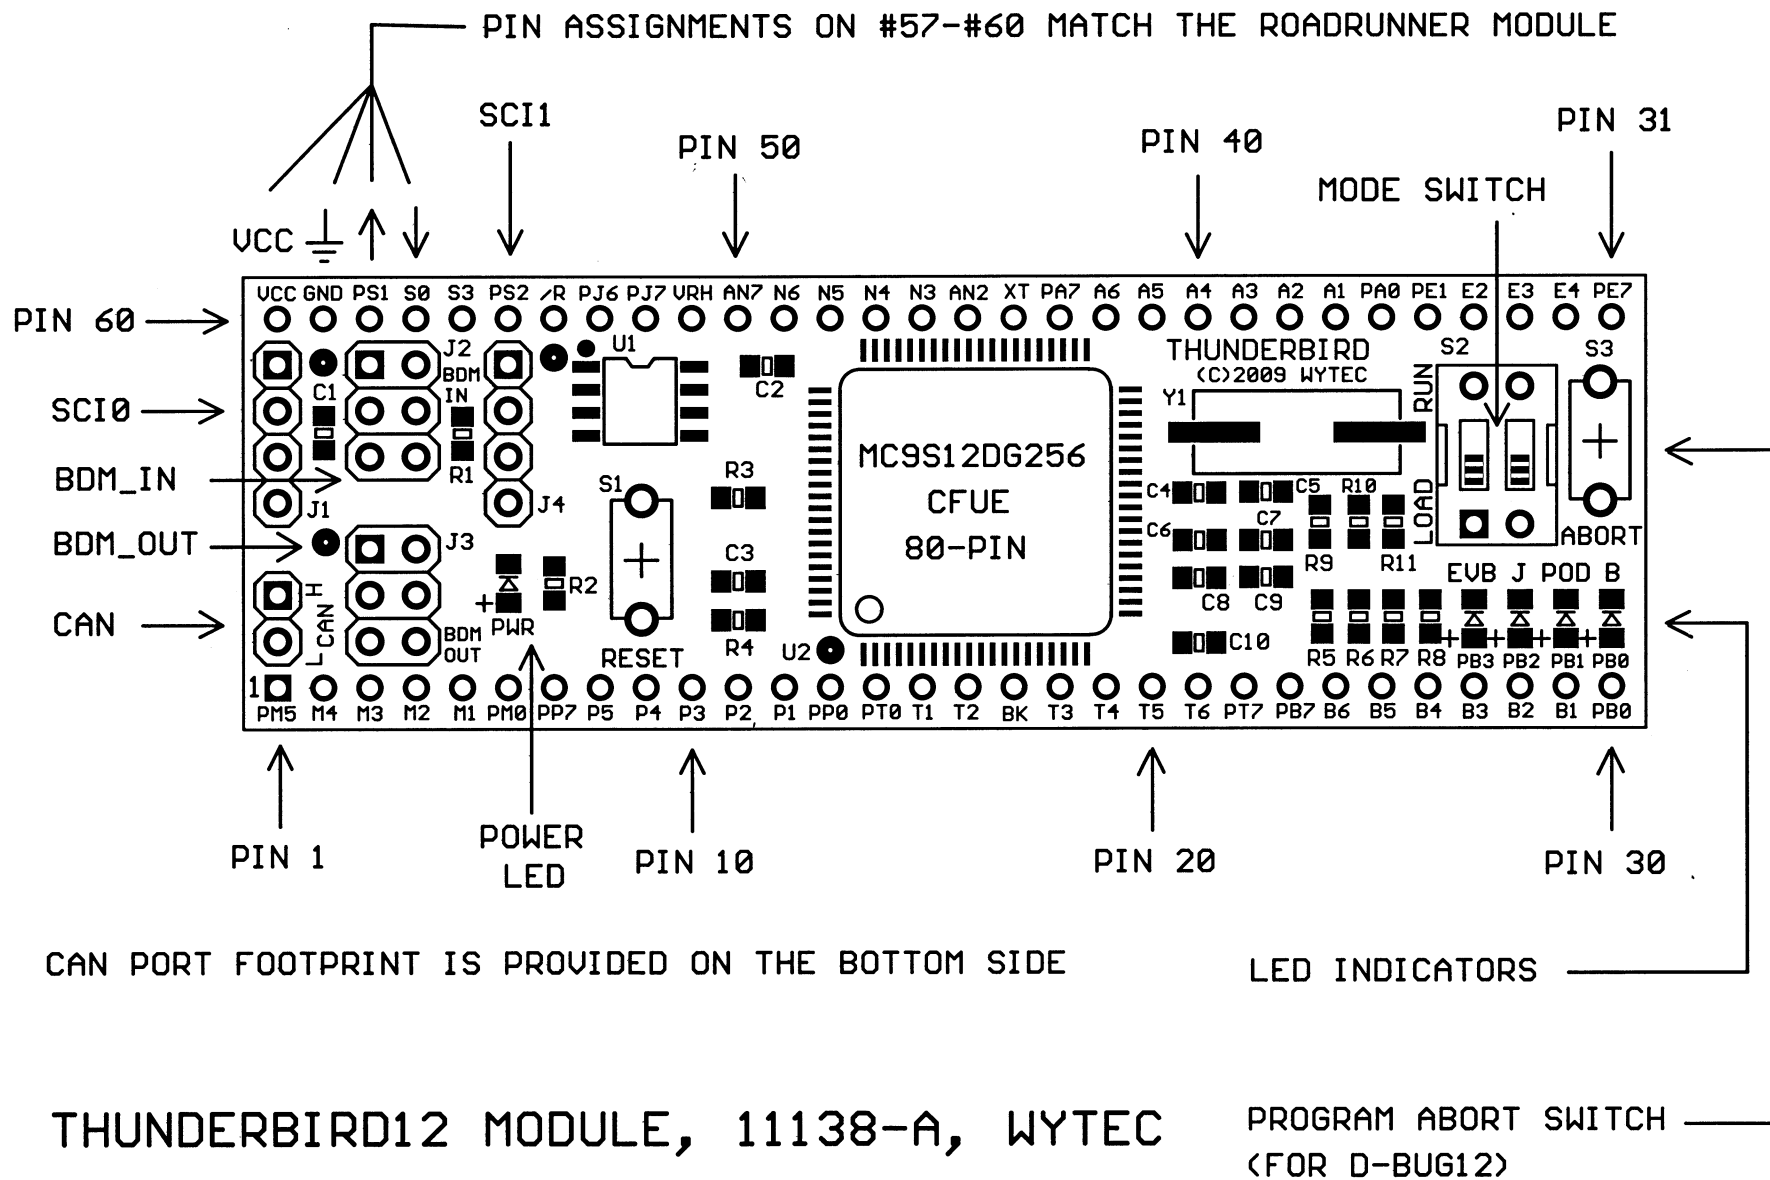 PIN ASSIGNMENTS ON #57-#60 MATCH THE ROADRUNNER MODULE
SCI1
PIN 50
PIN 40
PIN 31
MODE SWITCH
VCC
VCC GND PS1 S0 S3 PS2 /R PJ6 PJ7 VRH AN7 N6 N5 N4 N3 AN2 XT PA7 A6 A5 A4 A3 A2 A1 PA0 PE1 E2 E3 E4 PE7
PIN 60
J2
BDM
IN
U1
C2
THUNDERBIRD
(C)2009 WYTEC
S2
S3
SCI0
C1
R1
Y1
RUN
BDM_IN
J1
J4
S1
R3
MC9S12DG256
CFUE
80-PIN
C4
C5
R10
C6
C7
R9
R11
LOAD
ABORT
BDM_OUT
J3
C3
R2
C8
C9
EVB J POD B
CAN
H
CAN
L
BDM
OUT
+
PWR
RESET
R4
U2
C10
R5 R6 R7 R8
+ + + +
PB3 PB2 PB1 PB0
1
PM5 M4 M3 M2 M1 PM0 PP7 P5 P4 P3 P2 P1 PP0 PT0 T1 T2 BK T3 T4 T5 T6 PT7 PB7 B6 B5 B4 B3 B2 B1 PB0
PIN 1
POWER
LED
PIN 10
PIN 20
PIN 30
CAN PORT FOOTPRINT IS PROVIDED ON THE BOTTOM SIDE
LED INDICATORS
THUNDERBIRD12 MODULE, 11138-A, WYTEC
PROGRAM ABORT SWITCH
(FOR D-BUG12)